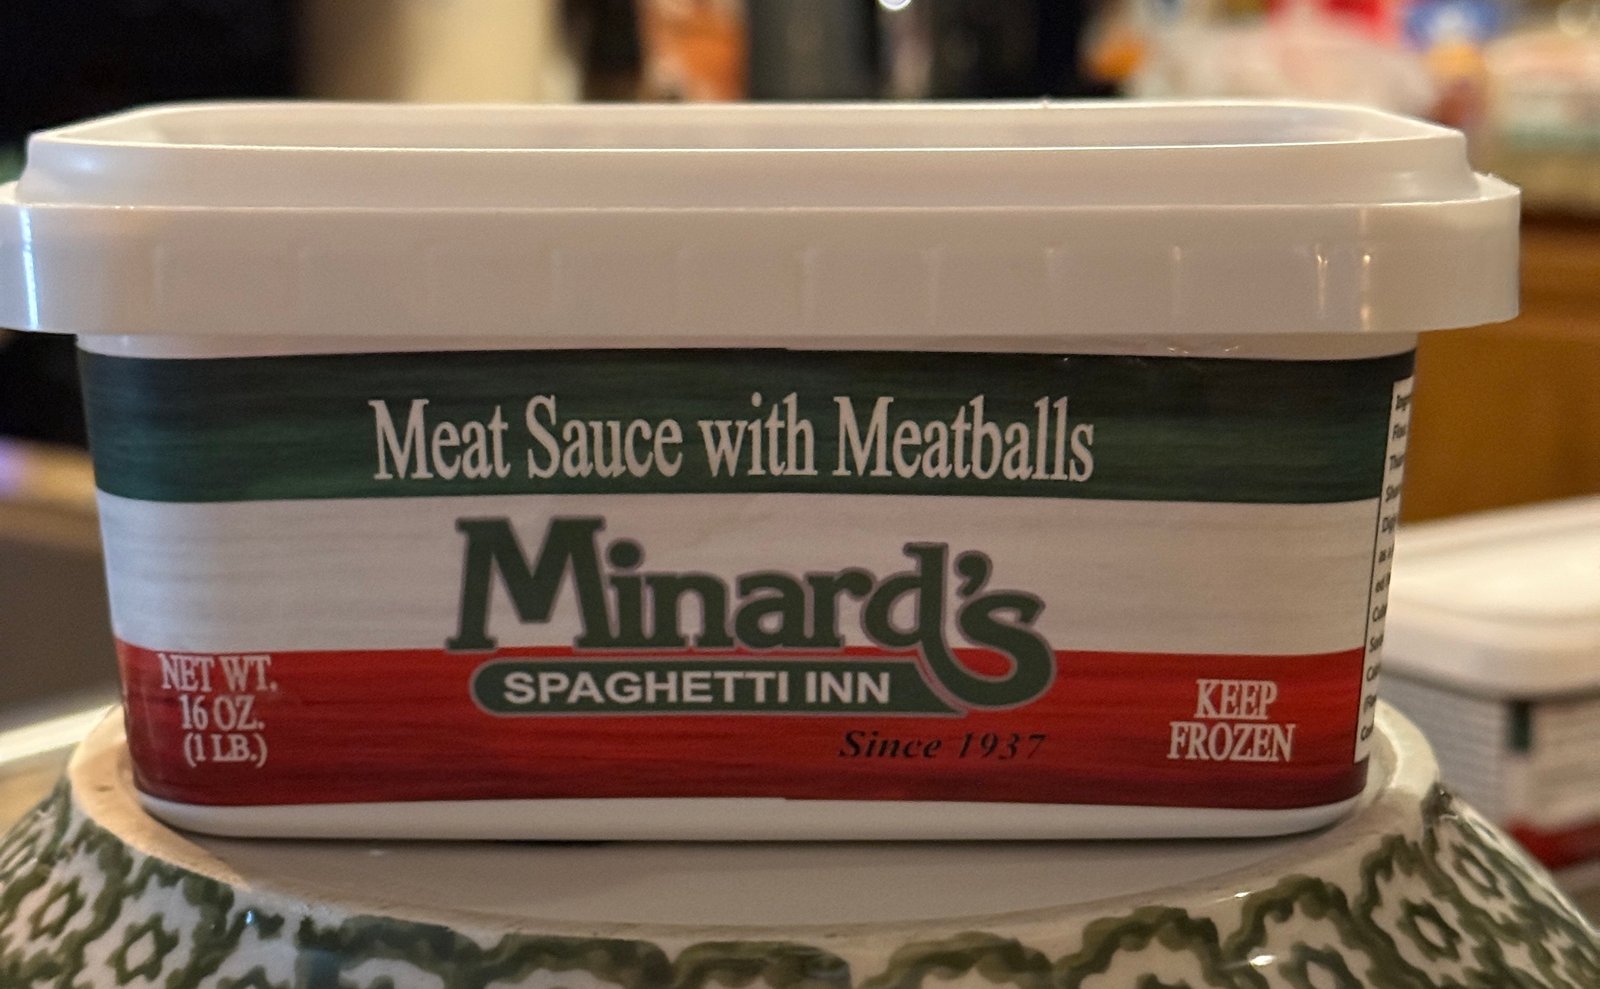 Meat Sauce with Meatballs
Minard's
SPAGHETTI INN
Since 1937
NET WT.
16 OZ.
(1 LB.)
KEEP
FROZEN